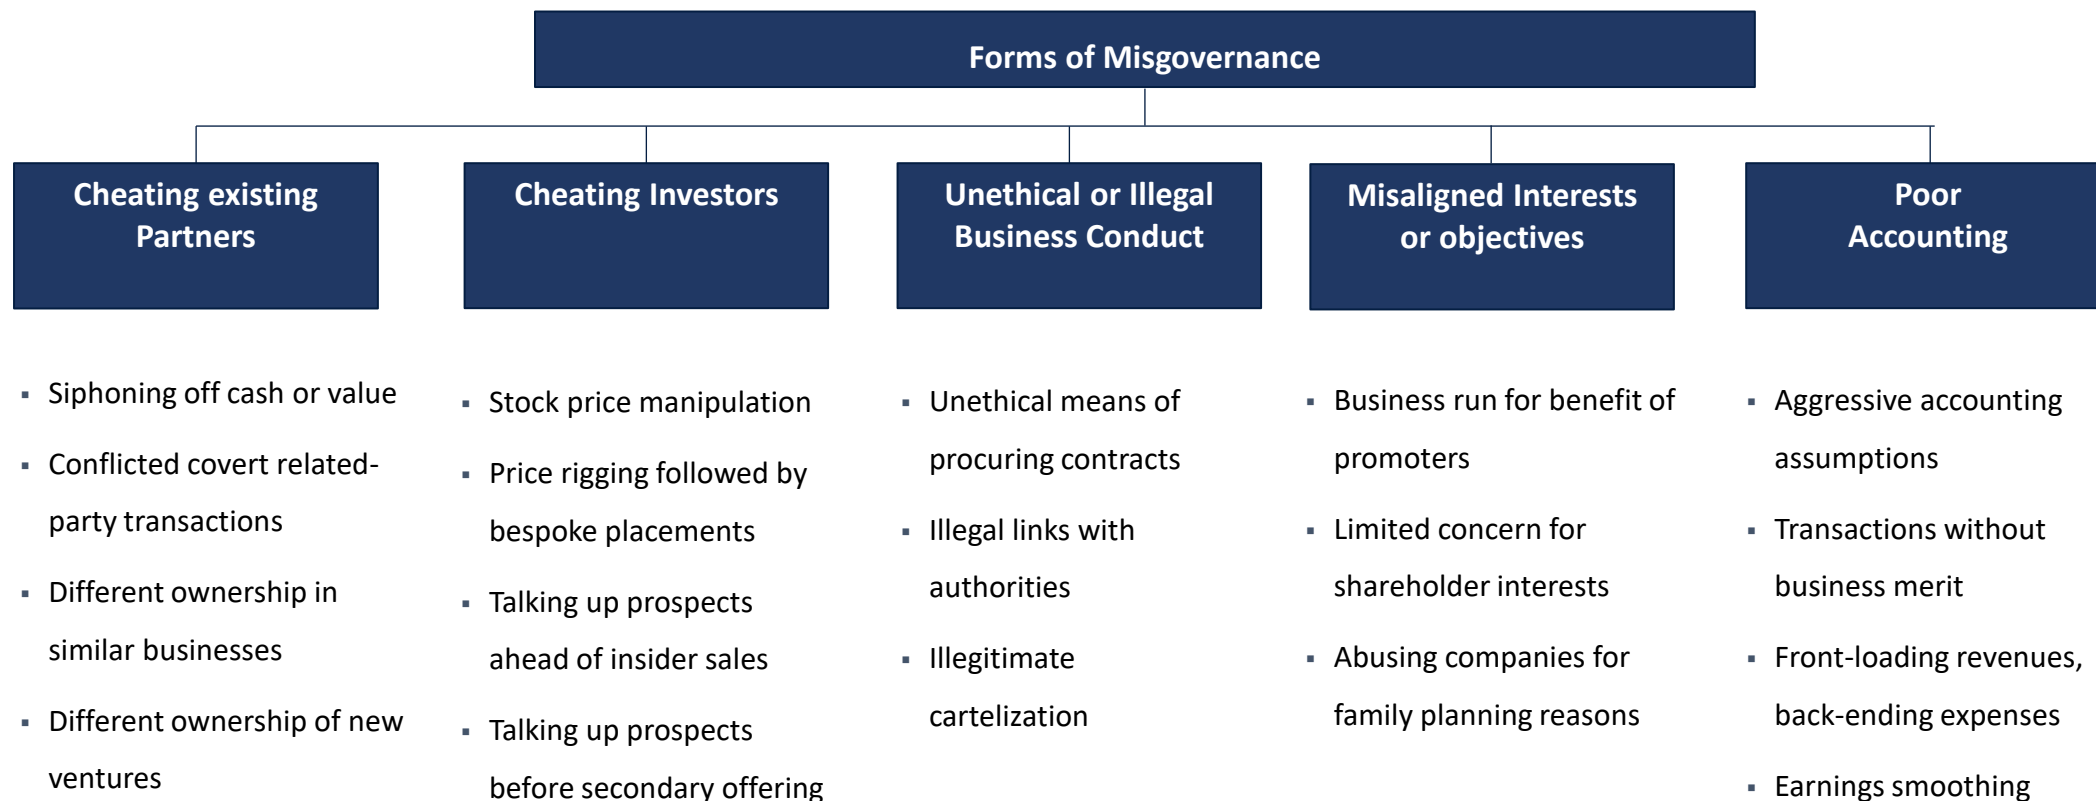 Forms of Misgovernance
Cheating existing
Partners
Cheating Investors
Unethical or Illegal
Business Conduct
Misaligned Interests
or objectives
Poor
Accounting
▪ Siphoning off cash or value
▪ Conflicted covert related-
party transactions
▪ Different ownership in
similar businesses
▪ Different ownership of new
ventures
▪ Stock price manipulation
▪ Price rigging followed by
bespoke placements
▪ Talking up prospects
ahead of insider sales
▪ Talking up prospects
before secondary offering
▪ Unethical means of
procuring contracts
▪ Illegal links with
authorities
▪ Illegitimate
cartelization
▪ Business run for benefit of
promoters
▪ Limited concern for
shareholder interests
▪ Abusing companies for
family planning reasons
▪ Aggressive accounting
assumptions
▪ Transactions without
business merit
▪ Front-loading revenues,
back-ending expenses
▪ Earnings smoothing